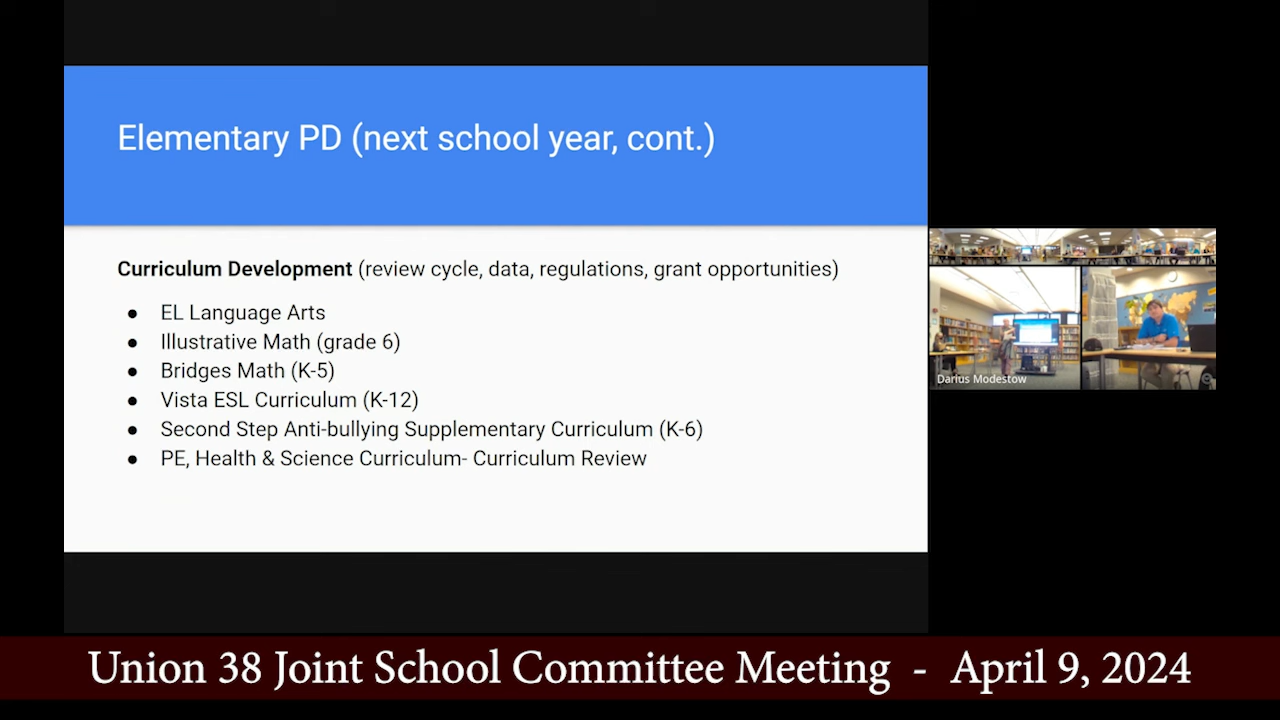 Elementary PD (next school year, cont.)
Curriculum Development (review cycle, data, regulations, grant opportunities)
● EL Language Arts
● Illustrative Math (grade 6)
● Bridges Math (K-5)
● Vista ESL Curriculum (K-12)
● Second Step Anti-bullying Supplementary Curriculum (K-6)
● PE, Health & Science Curriculum- Curriculum Review
Darius Modestow
Union 38 Joint School Committee Meeting - April 9, 2024